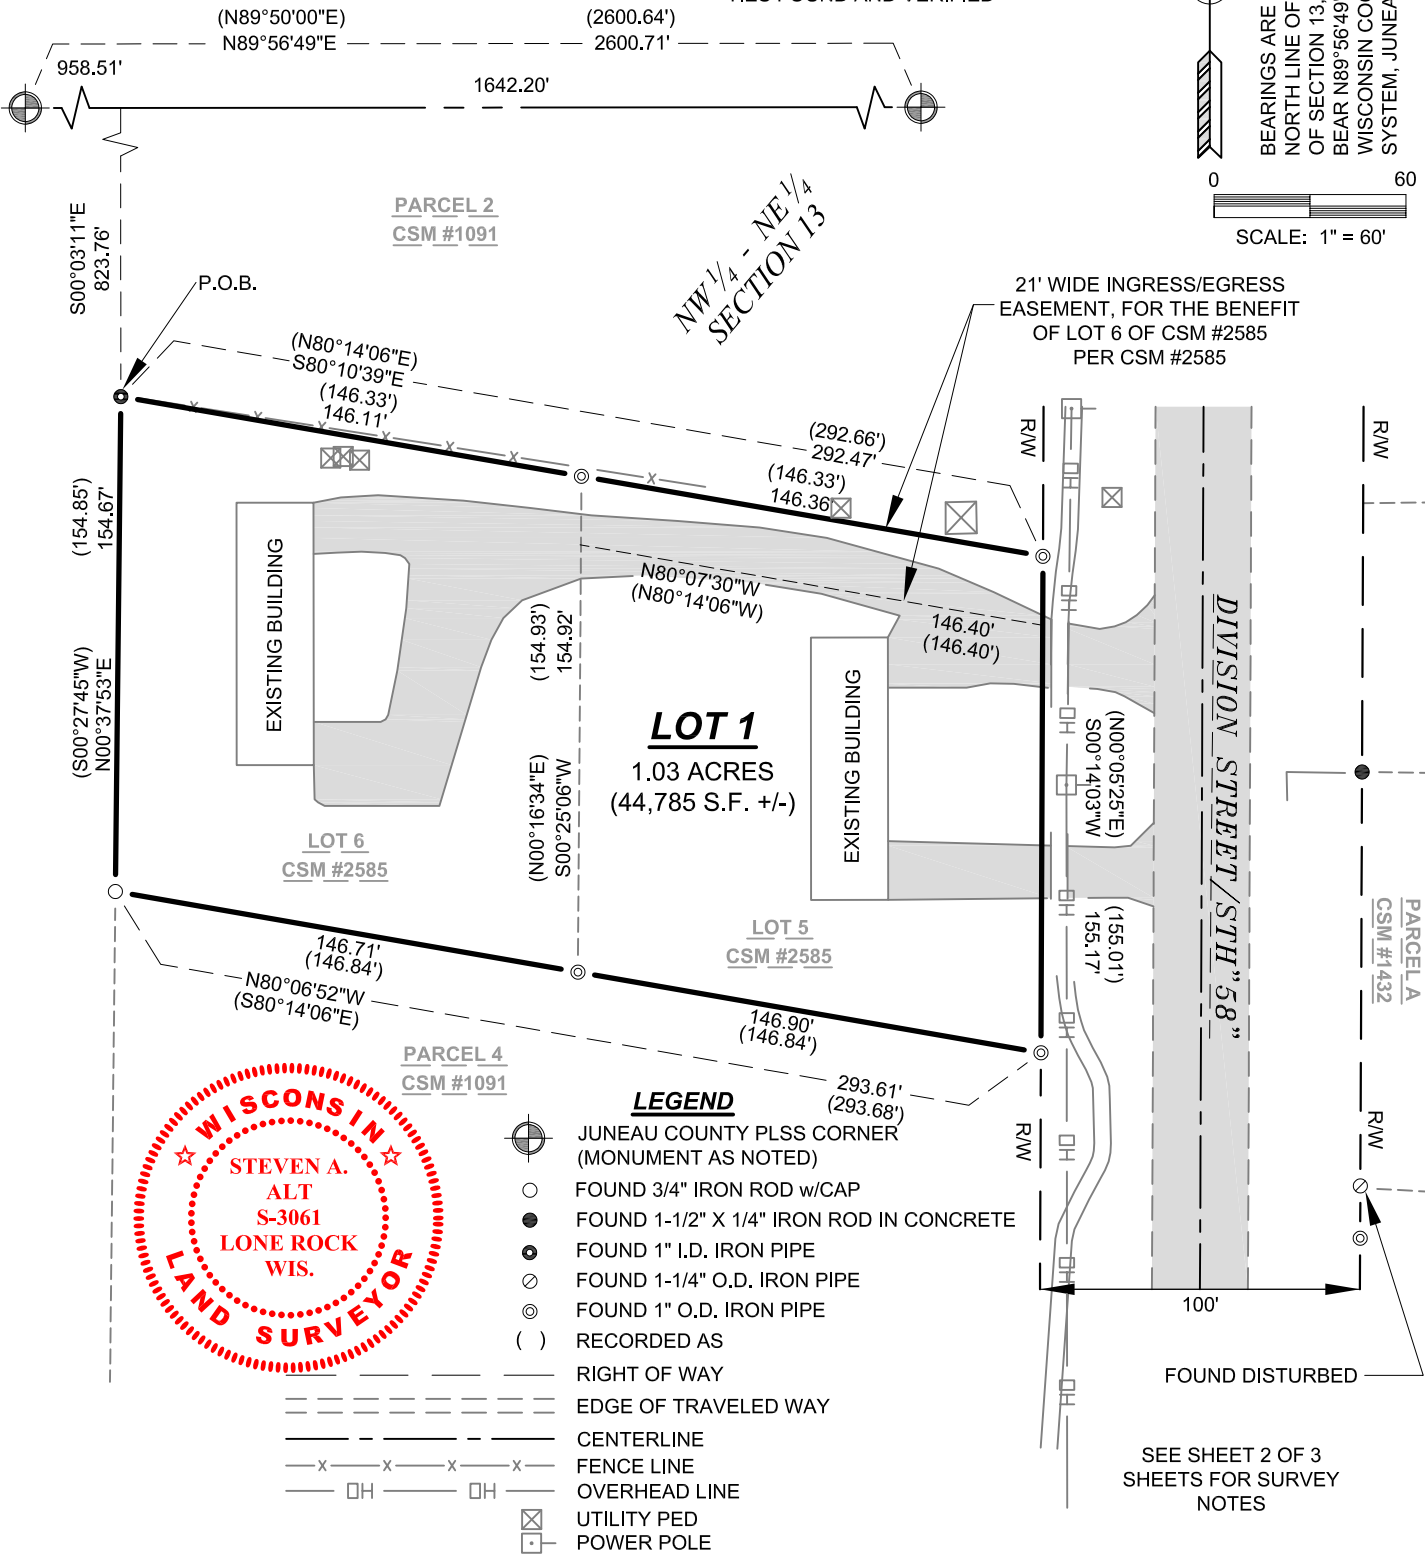 (N89°50'00"E)
N89°56'49"E
(2600.64')
2600.71'
958.51'
1642.20'
BEARINGS ARE
NORTH LINE OF
OF SECTION 13,
BEAR N89°56'49"
WISCONSIN COO
SYSTEM, JUNEA
0 60
SCALE: 1" = 60'
PARCEL 2
CSM #1091
NW 1/4 - NE 1/4
SECTION 13
S00°03'11"E
823.76'
P.O.B.
21' WIDE INGRESS/EGRESS
EASEMENT, FOR THE BENEFIT
OF LOT 6 OF CSM #2585
PER CSM #2585
(N80°14'06"E)
S80°10'39"E
(146.33')
146.11'
(292.66')
292.47'
(146.33')
146.36'
R/W
R/W
(154.85')
154.67'
(S00°27'45"W)
N00°37'53"E
EXISTING BUILDING
(154.93')
154.92'
(N00°16'34"E)
S00°25'06"W
N80°07'30"W
(N80°14'06"W)
146.40'
(146.40')
LOT 1
1.03 ACRES
(44,785 S.F. +/-)
EXISTING BUILDING
(N00°05'25"E)
S00°14'03"W
(155.01')
155.17'
DIVISION STREET/STH"58"
LOT 6
CSM #2585
LOT 5
CSM #2585
PARCEL A
CSM #1432
146.71'
(146.84')
N80°06'52"W
(S80°14'06"E)
146.90'
(146.84')
293.61'
(293.68')
PARCEL 4
CSM #1091
R/W
R/W
WISCONSIN
STEVEN A.
ALT
S-3061
LONE ROCK
WIS.
LAND SURVEYOR
LEGEND
JUNEAU COUNTY PLSS CORNER
(MONUMENT AS NOTED)
FOUND 3/4" IRON ROD w/CAP
FOUND 1-1/2" X 1/4" IRON ROD IN CONCRETE
FOUND 1" I.D. IRON PIPE
FOUND 1-1/4" O.D. IRON PIPE
FOUND 1" O.D. IRON PIPE
( ) RECORDED AS
RIGHT OF WAY
EDGE OF TRAVELED WAY
CENTERLINE
FENCE LINE
OVERHEAD LINE
UTILITY PED
POWER POLE
100'
FOUND DISTURBED
SEE SHEET 2 OF 3
SHEETS FOR SURVEY
NOTES